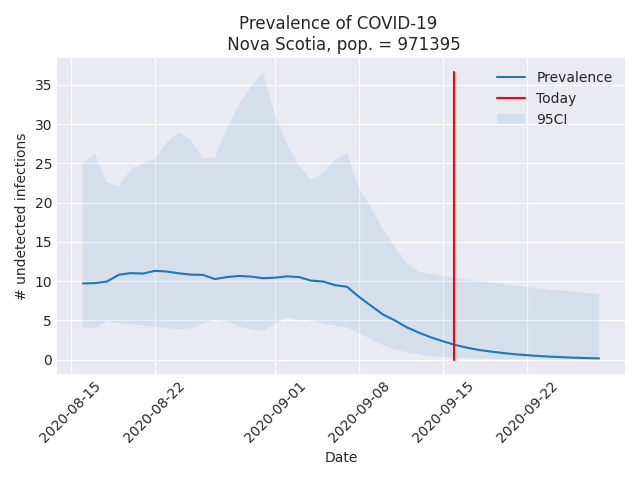 Prevalence of COVID-19
Nova Scotia, pop. = 971395
Prevalence
Today
95CI
# undetected infections
35
30
25
20
15
10
5
0
2020-08-15
2020-08-22
2020-09-01
2020-09-08
2020-09-15
2020-09-22
Date